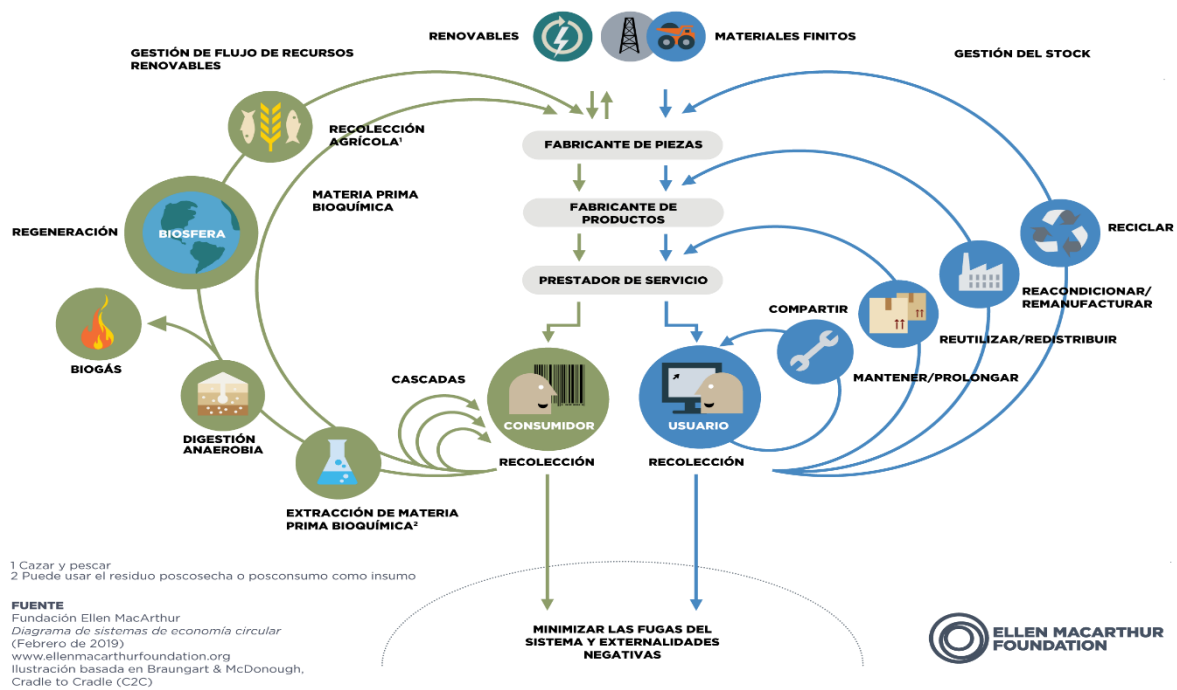 RENOVABLES
MATERIALES FINITOS
GESTIÓN DE FLUJO DE RECURSOS
RENOVABLES
GESTIÓN DEL STOCK
RECOLECCIÓN
AGRÍCOLA¹
FABRICANTE DE PIEZAS
MATERIA PRIMA
BIOQUÍMICA
FABRICANTE DE
PRODUCTOS
REGENERACIÓN
BIOSFERA
RECICLAR
PRESTADOR DE SERVICIO
REACONDICIONAR/
REMANUFACTURAR
COMPARTIR
REUTILIZAR/REDISTRIBUIR
BIOGÁS
CASCADAS
MANTENER/PROLONGAR
CONSUMIDOR
USUARIO
DIGESTIÓN
ANAEROBIA
RECOLECCIÓN
RECOLECCIÓN
EXTRACCIÓN DE MATERIA
PRIMA BIOQUÍMICA²
1 Cazar y pescar
2 Puede usar el residuo poscosecha o posconsumo como insumo
FUENTE
Fundación Ellen MacArthur
Diagrama de sistemas de economía circular
(Febrero de 2019)
www.ellenmacarthurfoundation.org
Ilustración basada en Braungart & McDonough,
Cradle to Cradle (C2C)
MINIMIZAR LAS FUGAS DEL
SISTEMA Y EXTERNALIDADES
NEGATIVAS
ELLEN MACARTHUR
FOUNDATION